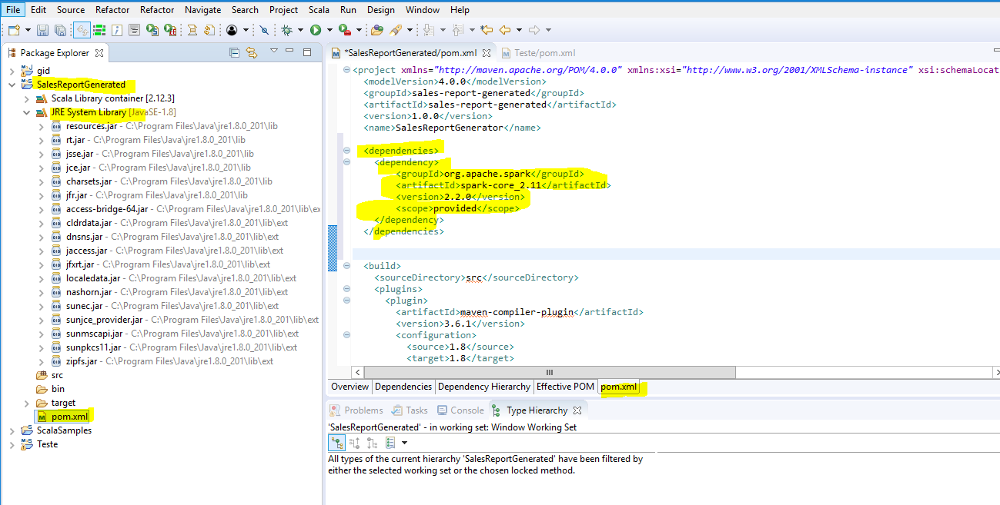 File Edit Source Refactor Refactor Navigate Search Project Scala Run Design Window Help
Package Explorer
gid
SalesReportGenerated
Scala Library container [2.12.3]
JRE System Library [JavaSE-1.8]
resources.jar - C:\Program Files\Java\jre1.8.0_201\lib
rt.jar - C:\Program Files\Java\jre1.8.0_201\lib
jsse.jar - C:\Program Files\Java\jre1.8.0_201\lib
jce.jar - C:\Program Files\Java\jre1.8.0_201\lib
charsets.jar - C:\Program Files\Java\jre1.8.0_201\lib
jfr.jar - C:\Program Files\Java\jre1.8.0_201\lib
access-bridge-64.jar - C:\Program Files\Java\jre1.8.0_201\lib\ex
cldrdata.jar - C:\Program Files\Java\jre1.8.0_201\lib\ext
dnsns.jar - C:\Program Files\Java\jre1.8.0_201\lib\ext
jaccess.jar - C:\Program Files\Java\jre1.8.0_201\lib\ext
jfxrt.jar - C:\Program Files\Java\jre1.8.0_201\lib\ext
localedata.jar - C:\Program Files\Java\jre1.8.0_201\lib\ext
nashorn.jar - C:\Program Files\Java\jre1.8.0_201\lib\ext
sunec.jar - C:\Program Files\Java\jre1.8.0_201\lib\ext
sunjce_provider.jar - C:\Program Files\Java\jre1.8.0_201\lib\ext
sunmscapi.jar - C:\Program Files\Java\jre1.8.0_201\lib\ext
sunpkcs11.jar - C:\Program Files\Java\jre1.8.0_201\lib\ext
zipfs.jar - C:\Program Files\Java\jre1.8.0_201\lib\ext
src
bin
target
pom.xml
ScalaSamples
Teste
*SalesReportGenerated/pom.xml Teste/pom.xml
<project xmlns="http://maven.apache.org/POM/4.0.0" xmlns:xsi="http://www.w3.org/2001/XMLSchema-instance" xsi:schemaLocat
<modelVersion>4.0.0</modelVersion>
<groupId>sales-report-generated</groupId>
<artifactId>sales-report-generated</artifactId>
<version>1.0.0</version>
<name>SalesReportGenerator</name>
<dependencies>
<dependency>
<groupId>org.apache.spark</groupId>
<artifactId>spark-core_2.11</artifactId>
<version>2.2.0</version>
<scope>provided</scope>
</dependency>
</dependencies>
<build>
<sourceDirectory>src</sourceDirectory>
<plugins>
<plugin>
<artifactId>maven-compiler-plugin</artifactId>
<version>3.6.1</version>
<configuration>
<source>1.8</source>
<target>1.8</target>
Overview Dependencies Dependency Hierarchy Effective POM pom.xml
Problems Tasks Console Type Hierarchy
'SalesReportGenerated' - in working set: Window Working Set
All types of the current hierarchy 'SalesReportGenerated' have been filtered by
either the selected working set or the chosen locked method.